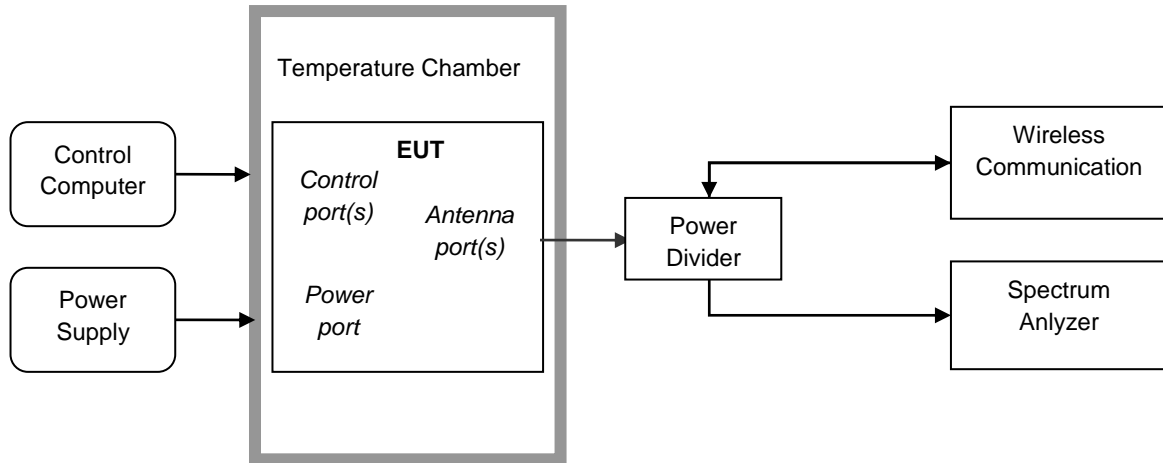 Temperature Chamber
Control
Computer
Power
Supply
EUT
Control
port(s)
Antenna
port(s)
Power
port
Power
Divider
Wireless
Communication
Spectrum
Anlyzer